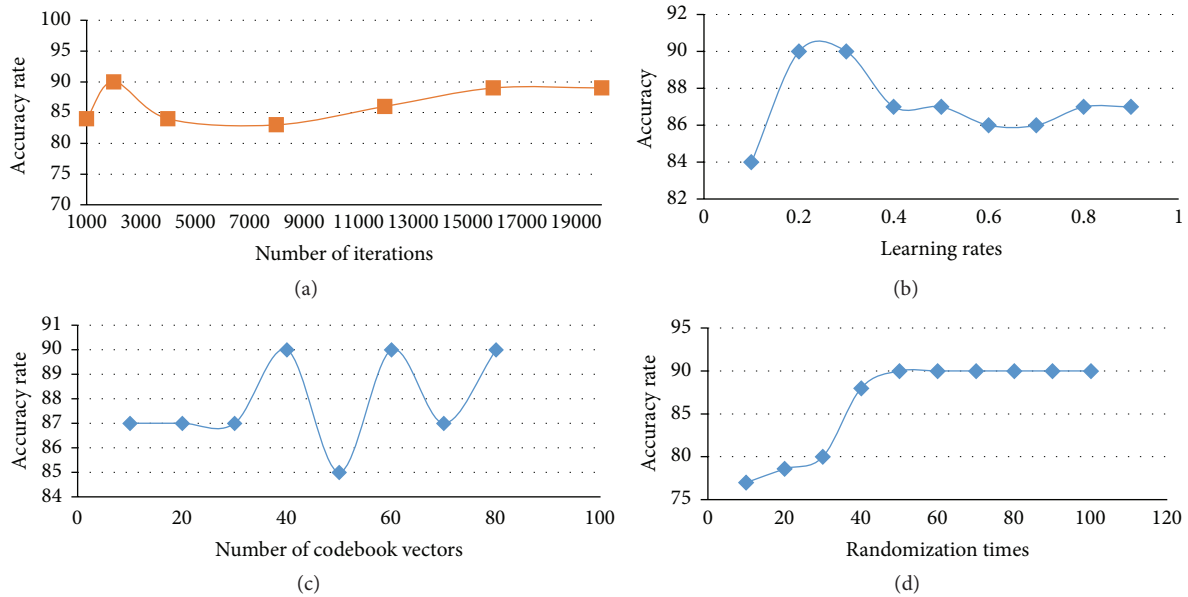 100
95
90
85
80
75
70
Accuracy rate
1000 3000 5000 7000 9000 11000 13000 15000 17000 19000
Number of iterations
(a)
92
90
88
86
84
82
Accuracy
0 0.2 0.4 0.6 0.8 1
Learning rates
(b)
91
90
89
88
87
86
85
84
Accuracy rate
0 20 40 60 80 100
Number of codebook vectors
(c)
95
90
85
80
75
Accuracy rate
0 20 40 60 80 100 120
Randomization times
(d)